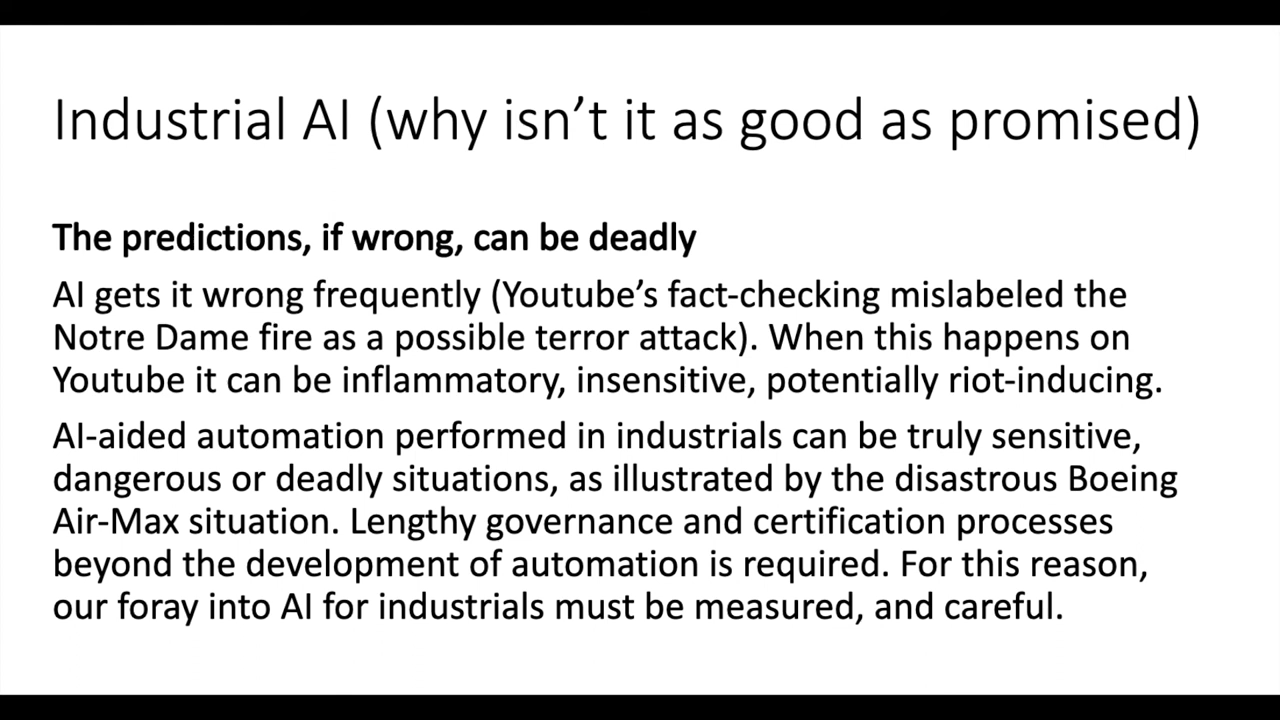 Industrial AI (why isn't it as good as promised)
The predictions, if wrong, can be deadly
AI gets it wrong frequently (Youtube's fact-checking mislabeled the
Notre Dame fire as a possible terror attack). When this happens on
Youtube it can be inflammatory, insensitive, potentially riot-inducing.
AI-aided automation performed in industrials can be truly sensitive,
dangerous or deadly situations, as illustrated by the disastrous Boeing
Air-Max situation. Lengthy governance and certification processes
beyond the development of automation is required. For this reason,
our foray into AI for industrials must be measured, and careful.